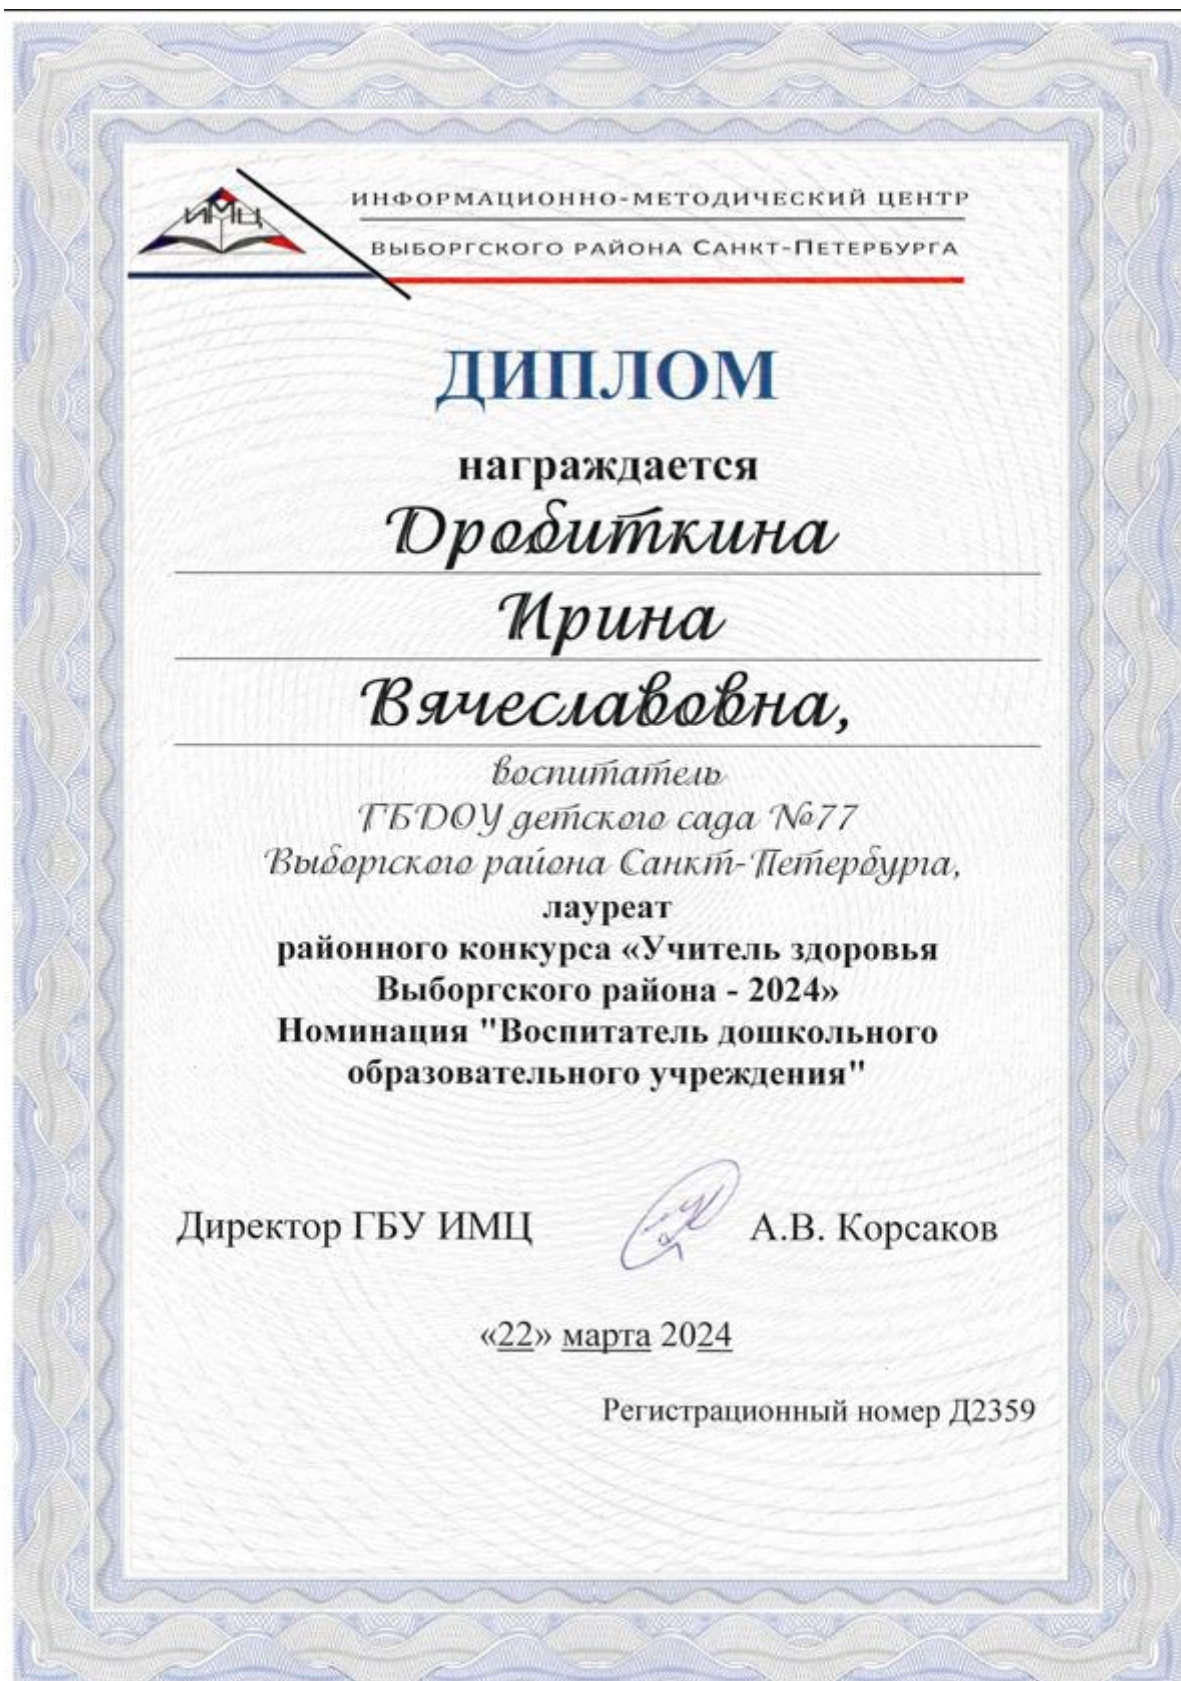 ИМЦ
ИНФОРМАЦИОННО-МЕТОДИЧЕСКИЙ ЦЕНТР
ВЫБОРГСКОГО РАЙОНА САНКТ-ПЕТЕРБУРГА
ДИПЛОМ
награждается
Дробиткина
Ирина
Вячеславовна,
воспитатель
ГБДОУ детского сада №77
Выборгского района Санкт-Петербурга,
лауреат
районного конкурса «Учитель здоровья
Выборгского района - 2024»
Номинация "Воспитатель дошкольного
образовательного учреждения"
Директор ГБУ ИМЦ А.В. Корсаков
«22» марта 2024
Регистрационный номер Д2359